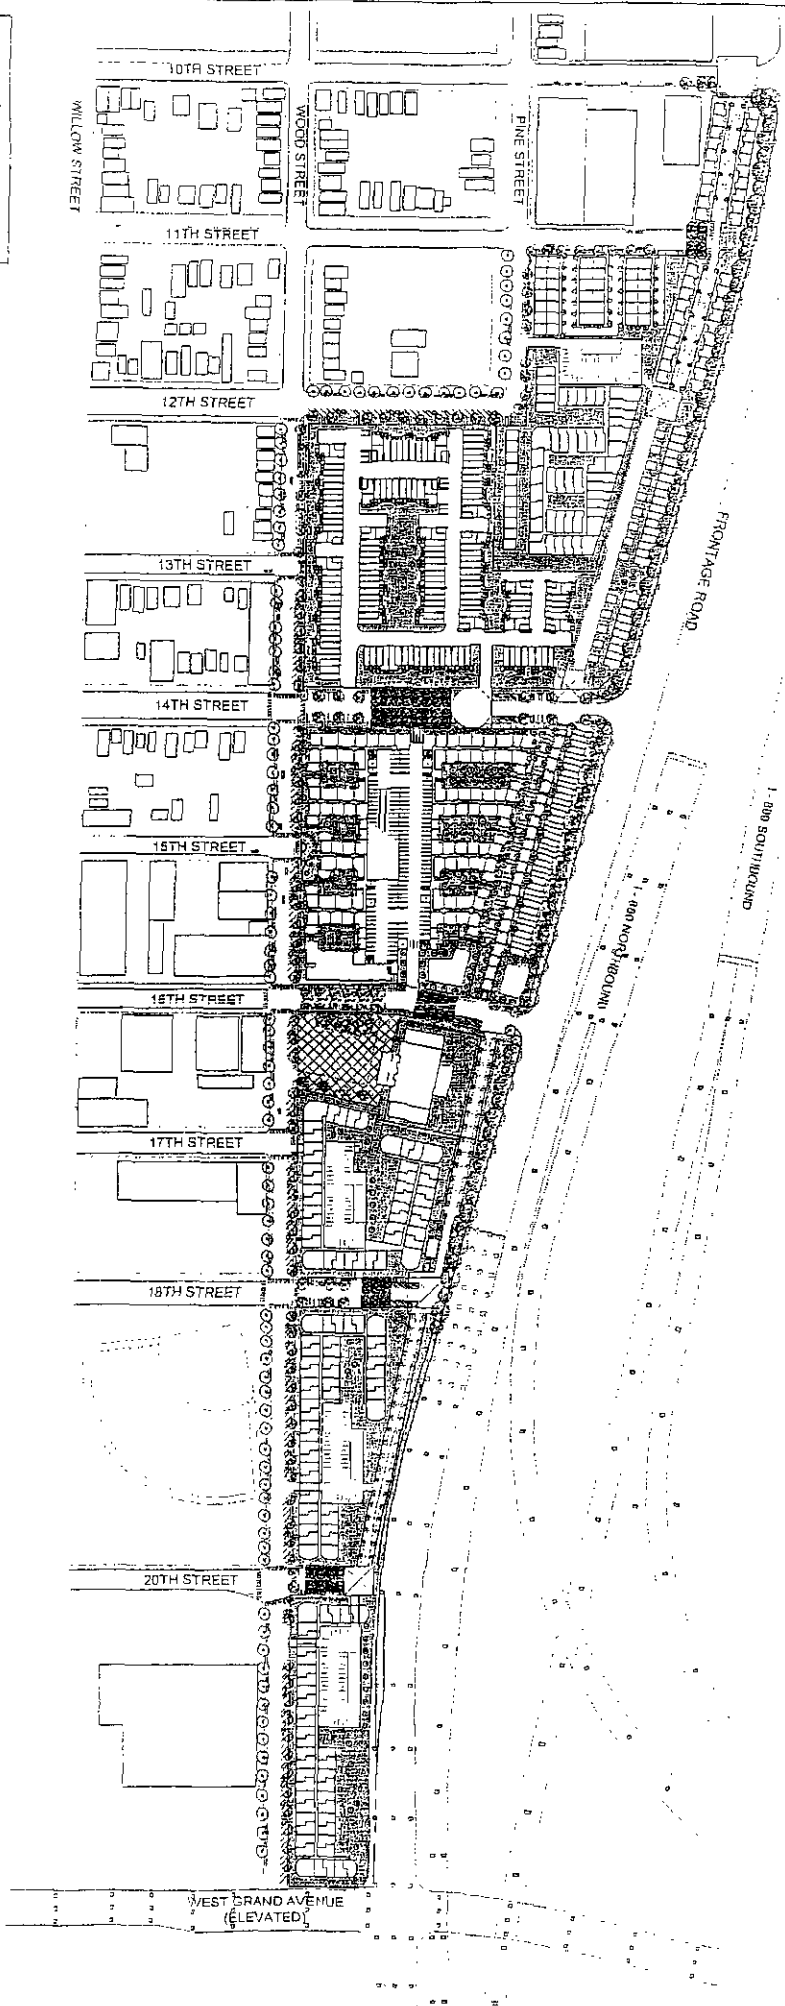 10TH STREET
WILLOW STREET
WOOD STREET
PINE STREET
11TH STREET
12TH STREET
FRONTAGE ROAD
13TH STREET
14TH STREET
I-880 SOUTHBOUND
15TH STREET
I-880 NORTHBOUND
16TH STREET
17TH STREET
18TH STREET
20TH STREET
WEST GRAND AVENUE
(ELEVATED)